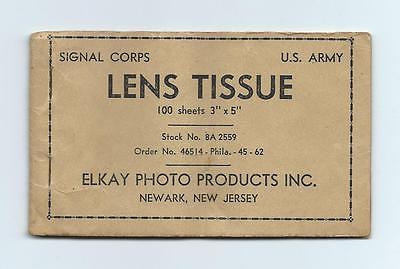 SIGNAL CORPS U.S. ARMY
LENS TISSUE
100 sheets 3" x 5"
Stock No. 8A 2559
Order No. 46514 - Phila. - 45 - 62
ELKAY PHOTO PRODUCTS INC.
NEWARK, NEW JERSEY